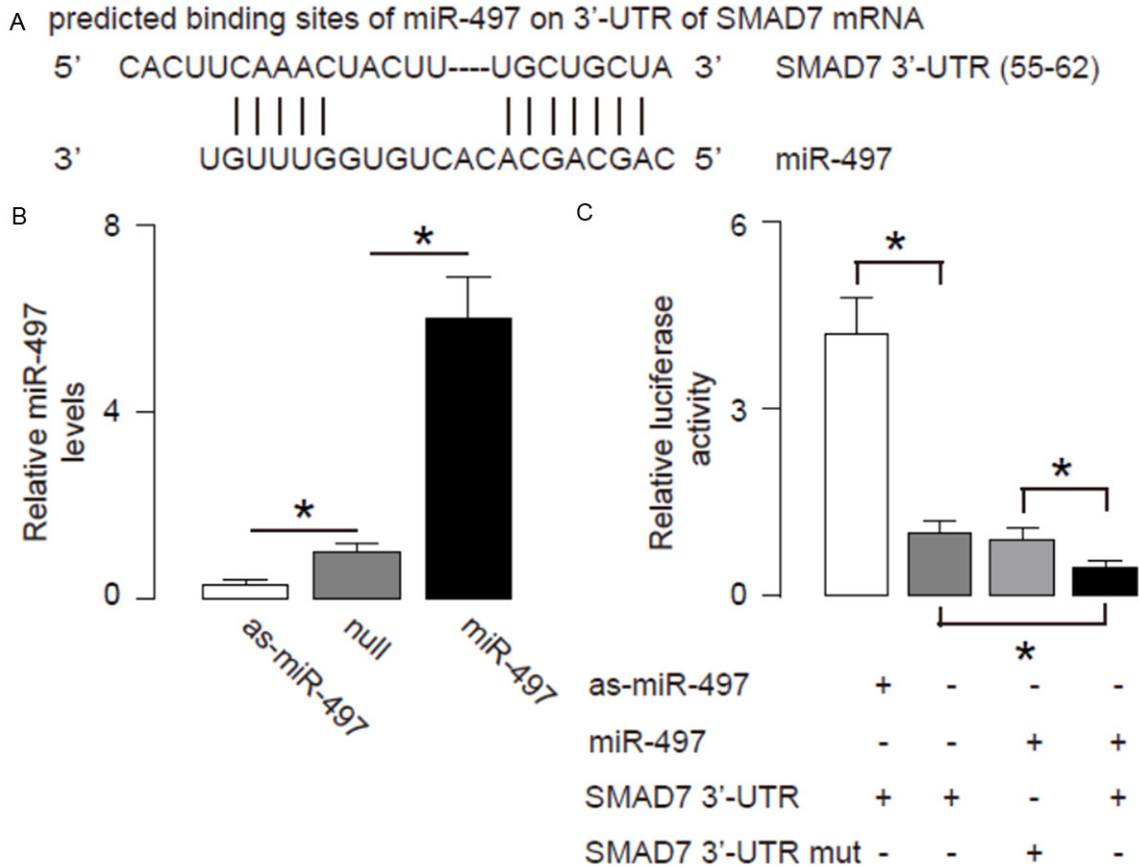 A predicted binding sites of miR-497 on 3’-UTR of SMAD7 mRNA
5’ CACUUCAAACUACUU----UGCUGCUA 3’ SMAD7 3’-UTR (55-62)
3’ UGUUUGGUGUCACACGACGAC 5’ miR-497
B
8
4
0
Relative miR-497
levels
*
*
as-miR-497
null
miR-497
C
6
3
0
Relative luciferase
activity
*
*
*
as-miR-497 + - - -
miR-497 - - + +
SMAD7 3’-UTR + + - +
SMAD7 3’-UTR mut - - + -